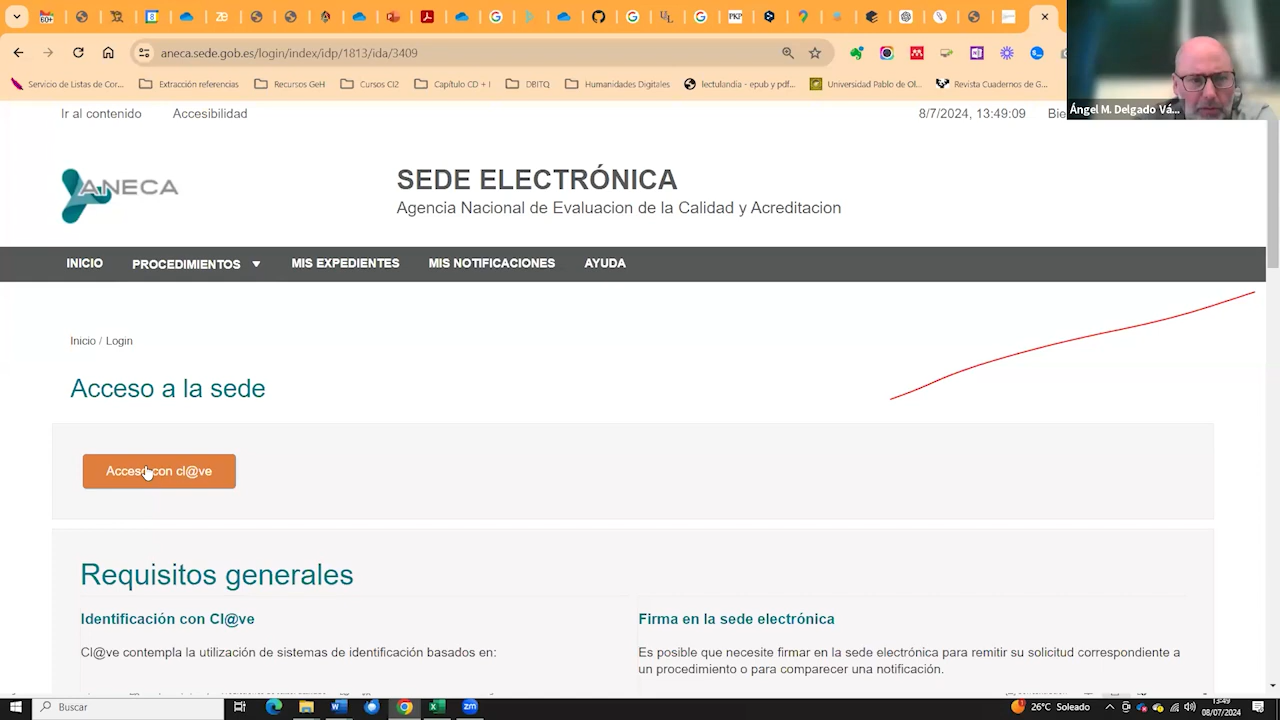 60+
8
ZB
PKP
aneca.sede.gob.es/login/index/idp/1813/ida/3409
Servicio de Listas de Cor...
Extracción referencias
Recursos GeH
Cursos CI2
Capítulo CD + I
DBITQ
Humanidades Digitales
lectulandia - epub y pdf...
Universidad Pablo de Ol...
Revista Cuadernos de G...
Ángel M. Delgado Vá...
Ir al contenido
Accesibilidad
8/7/2024, 13:49:09
Bie
ANECA
SEDE ELECTRÓNICA
Agencia Nacional de Evaluacion de la Calidad y Acreditacion
INICIO
PROCEDIMIENTOS
MIS EXPEDIENTES
MIS NOTIFICACIONES
AYUDA
Inicio / Login
Acceso a la sede
Acceso con cl@ve
Requisitos generales
Identificación con Cl@ve
Cl@ve contempla la utilización de sistemas de identificación basados en:
Firma en la sede electrónica
Es posible que necesite firmar en la sede electrónica para remitir su solicitud correspondiente a
un procedimiento o para comparecer una notificación.
Buscar
zm
26°C Soleado
13:49
08/07/2024